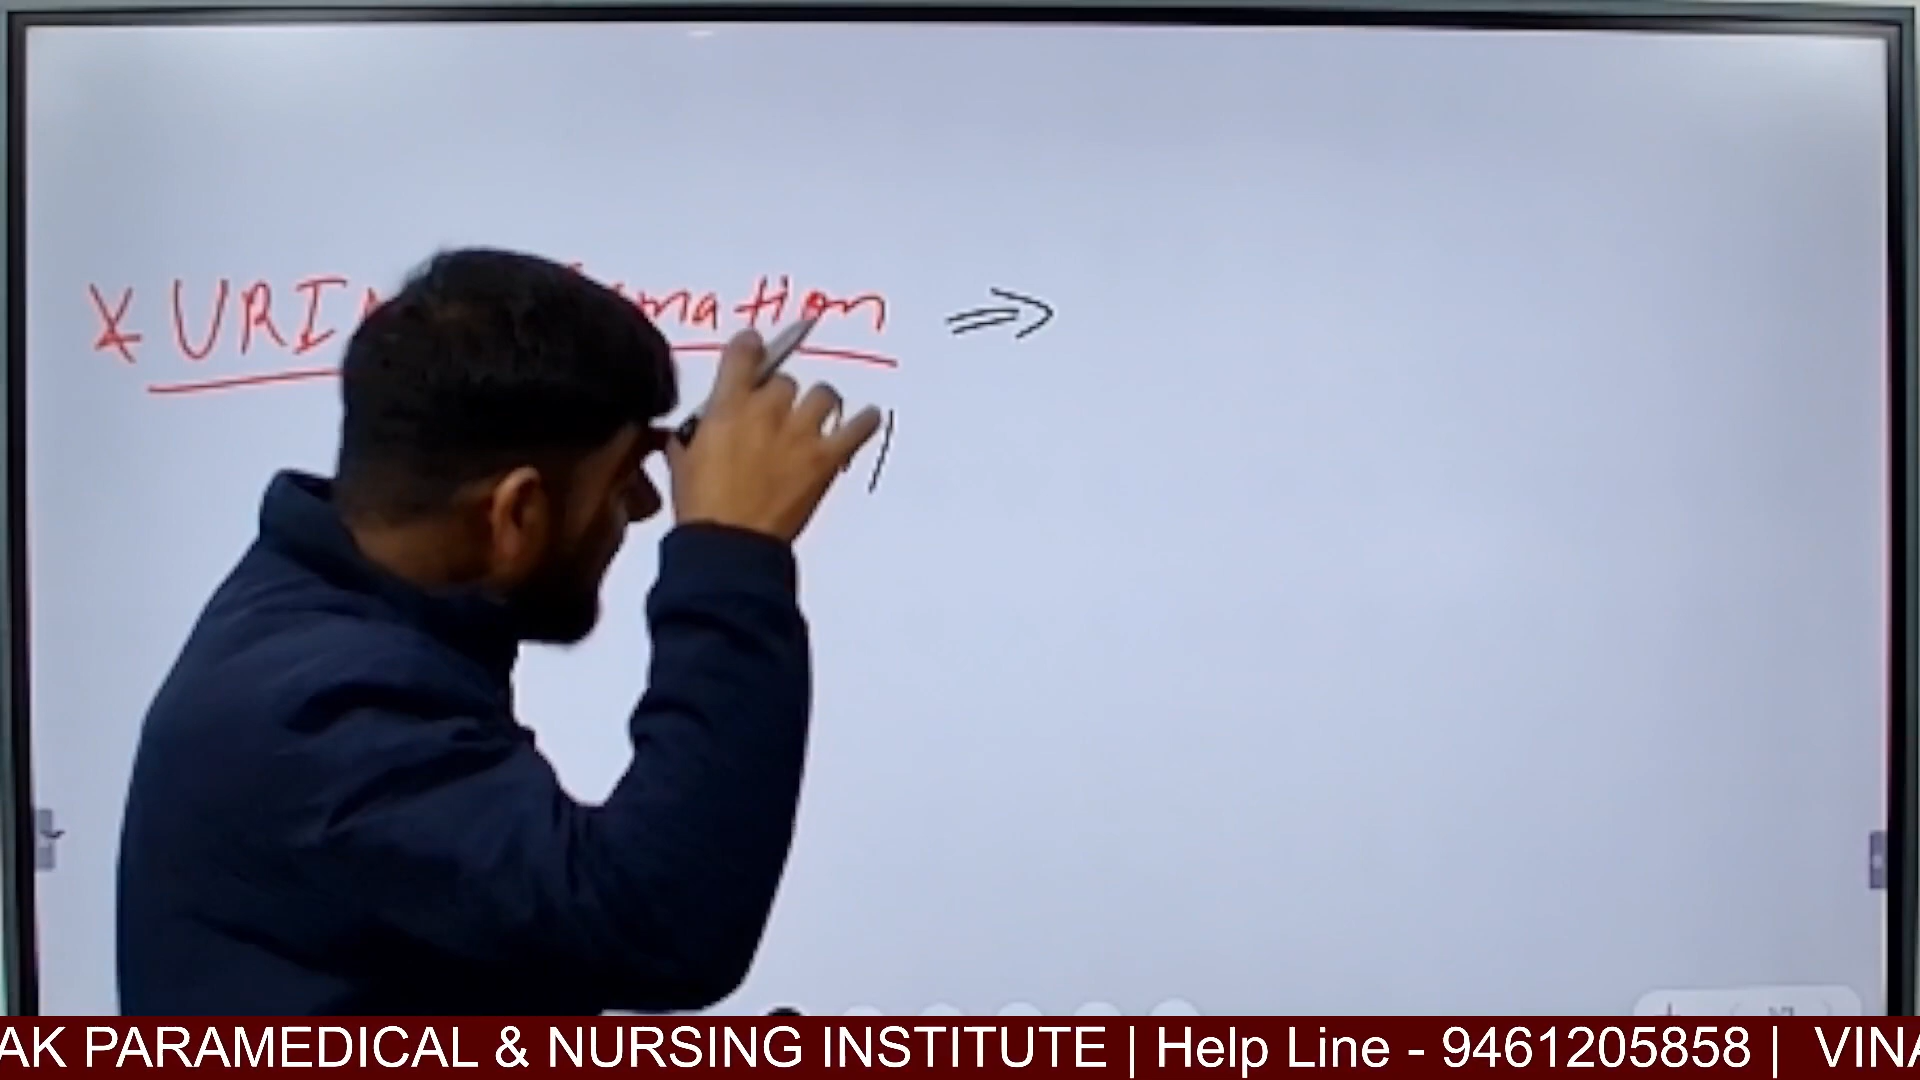 * URI mation ⇒
AK PARAMEDICAL & NURSING INSTITUTE | Help Line - 9461205858 | VINA